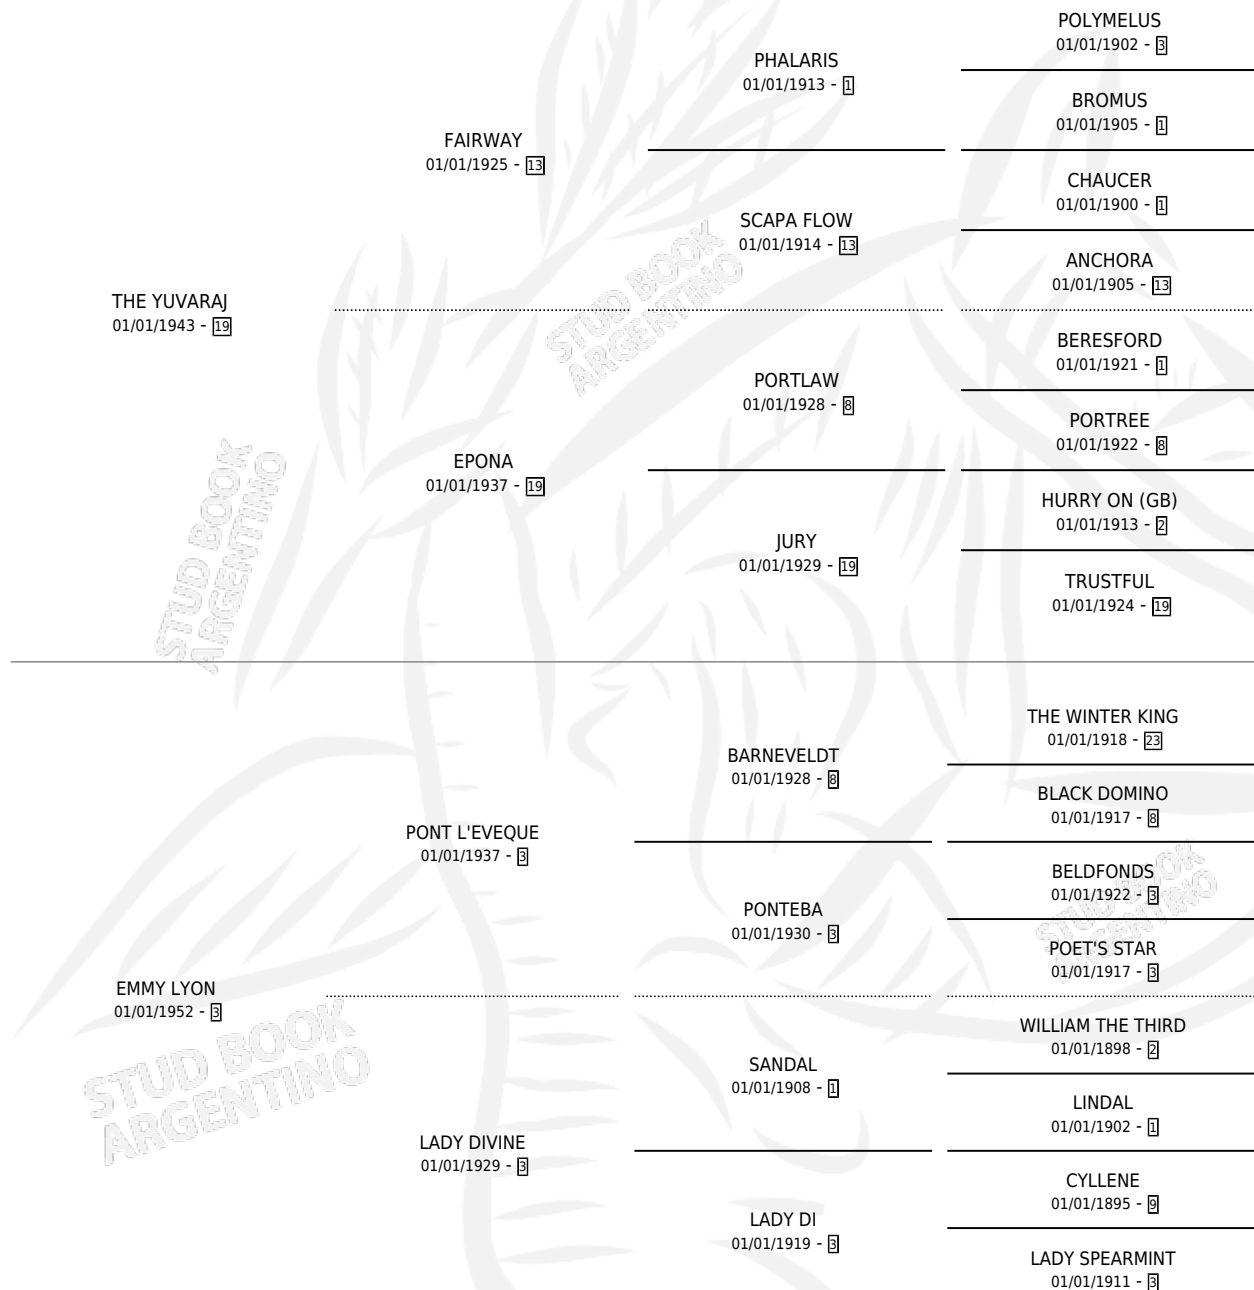 POLYMELUS
01/01/1902 - 3
PHALARIS
01/01/1913 - 1
BROMUS
01/01/1905 - 1
FAIRWAY
01/01/1925 - 13
CHAUCER
01/01/1900 - 1
SCAPA FLOW
01/01/1914 - 13
ANCHORA
01/01/1905 - 13
THE YUVARAJ
01/01/1943 - 19
BERESFORD
01/01/1921 - 1
PORTLAW
01/01/1928 - 8
PORTREE
01/01/1922 - 8
EPONA
01/01/1937 - 19
HURRY ON (GB)
01/01/1913 - 2
JURY
01/01/1929 - 19
TRUSTFUL
01/01/1924 - 19
THE WINTER KING
01/01/1918 - 23
BARNEVELDT
01/01/1928 - 8
BLACK DOMINO
01/01/1917 - 8
PONT L'EVEQUE
01/01/1937 - 3
BELDFONDS
01/01/1922 - 3
PONTEBA
01/01/1930 - 3
POET'S STAR
01/01/1917 - 3
EMMY LYON
01/01/1952 - 3
WILLIAM THE THIRD
01/01/1898 - 2
SANDAL
01/01/1908 - 1
LINDAL
01/01/1902 - 1
LADY DIVINE
01/01/1929 - 3
CYLLENE
01/01/1895 - 9
LADY DI
01/01/1919 - 3
LADY SPEARMINT
01/01/1911 - 3
STUD BOOK
ARGENTINO
STUD BOOK
ARGENTINO
STUD BOOK
ARGENTINO
STUD BOOK
ARGENTINO